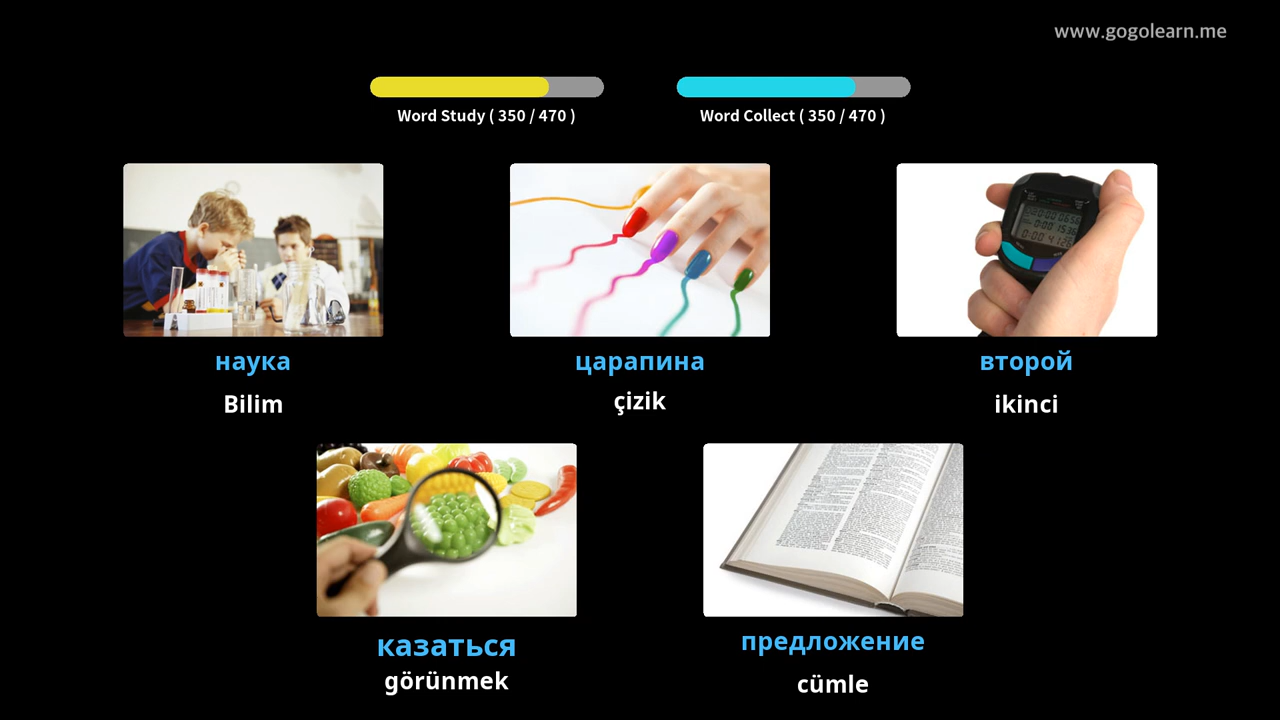 www.gogolearn.me
Word Study ( 350 / 470 )
Word Collect ( 350 / 470 )
наука
царапина
второй
Bilim
çizik
ikinci
казаться
предложение
görünmek
cümle